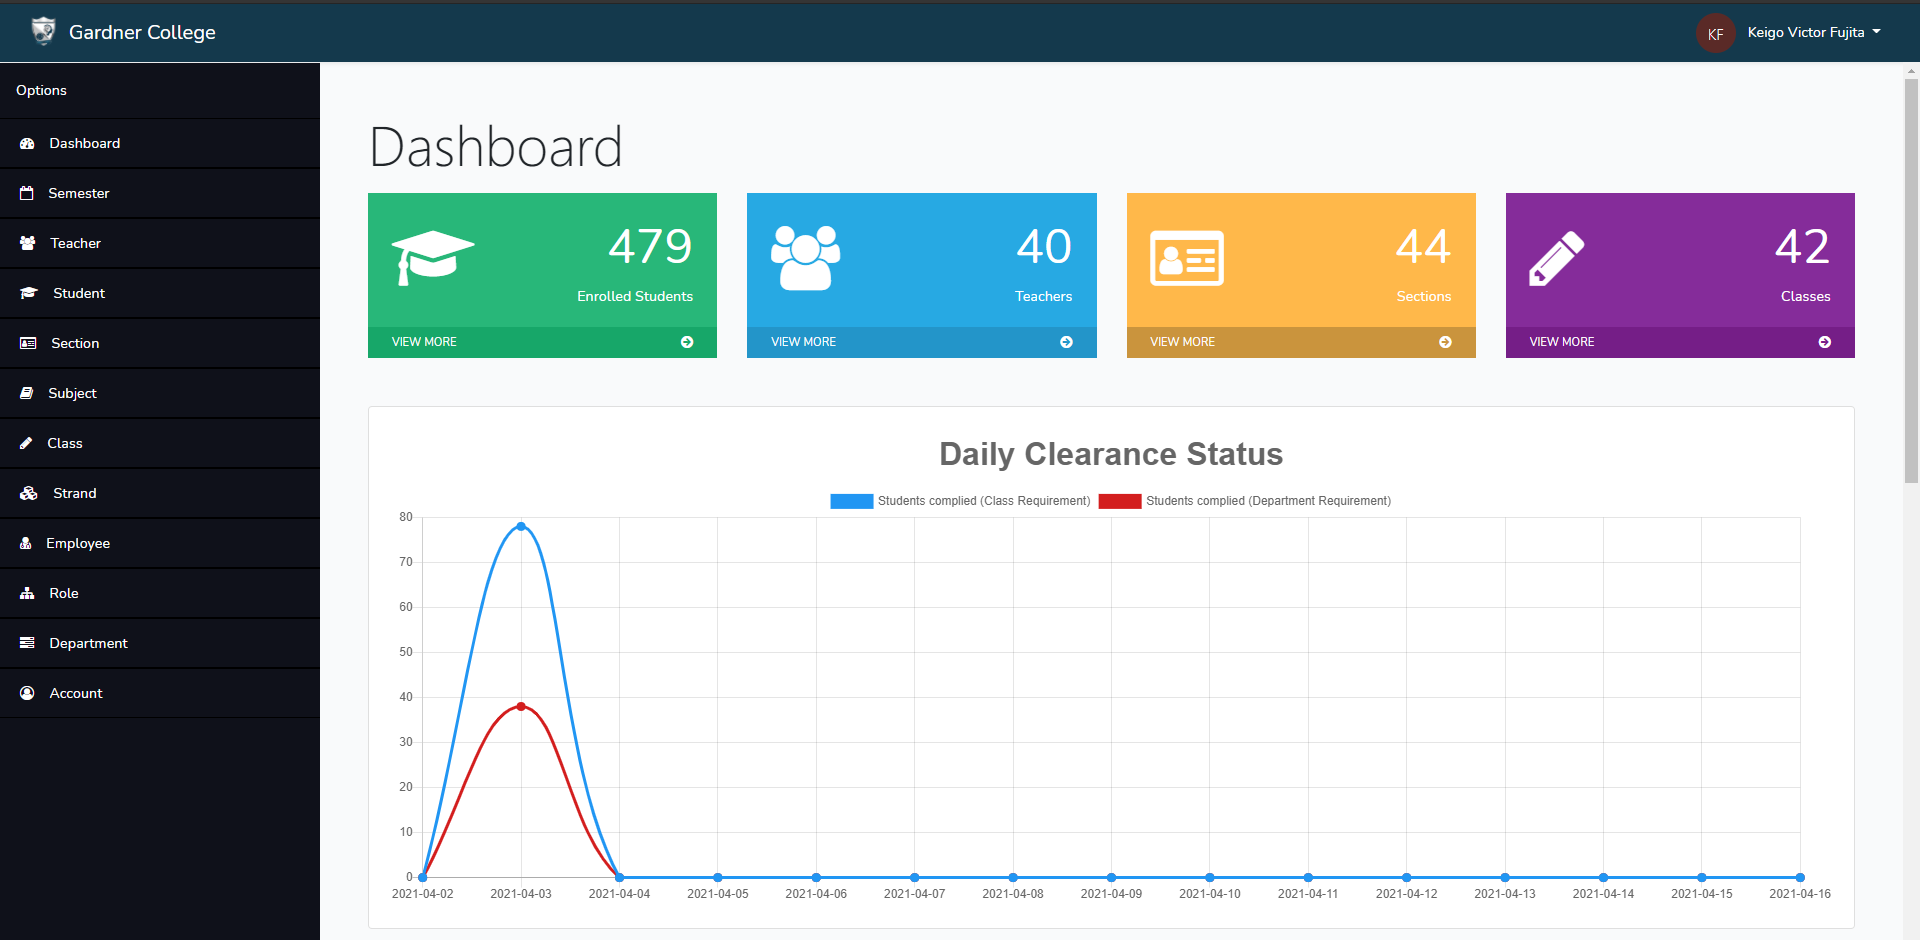 Gardner College
KF
Keigo Victor Fujita
Options
Dashboard
Semester
Teacher
Student
Section
Subject
Class
Strand
Employee
Role
Department
Account
Dashboard
479
Enrolled Students
VIEW MORE
40
Teachers
VIEW MORE
44
Sections
VIEW MORE
42
Classes
VIEW MORE
Daily Clearance Status
Students complied (Class Requirement)
Students complied (Department Requirement)
80
70
60
50
40
30
20
10
0
2021-04-02
2021-04-03
2021-04-04
2021-04-05
2021-04-06
2021-04-07
2021-04-08
2021-04-09
2021-04-10
2021-04-11
2021-04-12
2021-04-13
2021-04-14
2021-04-15
2021-04-16